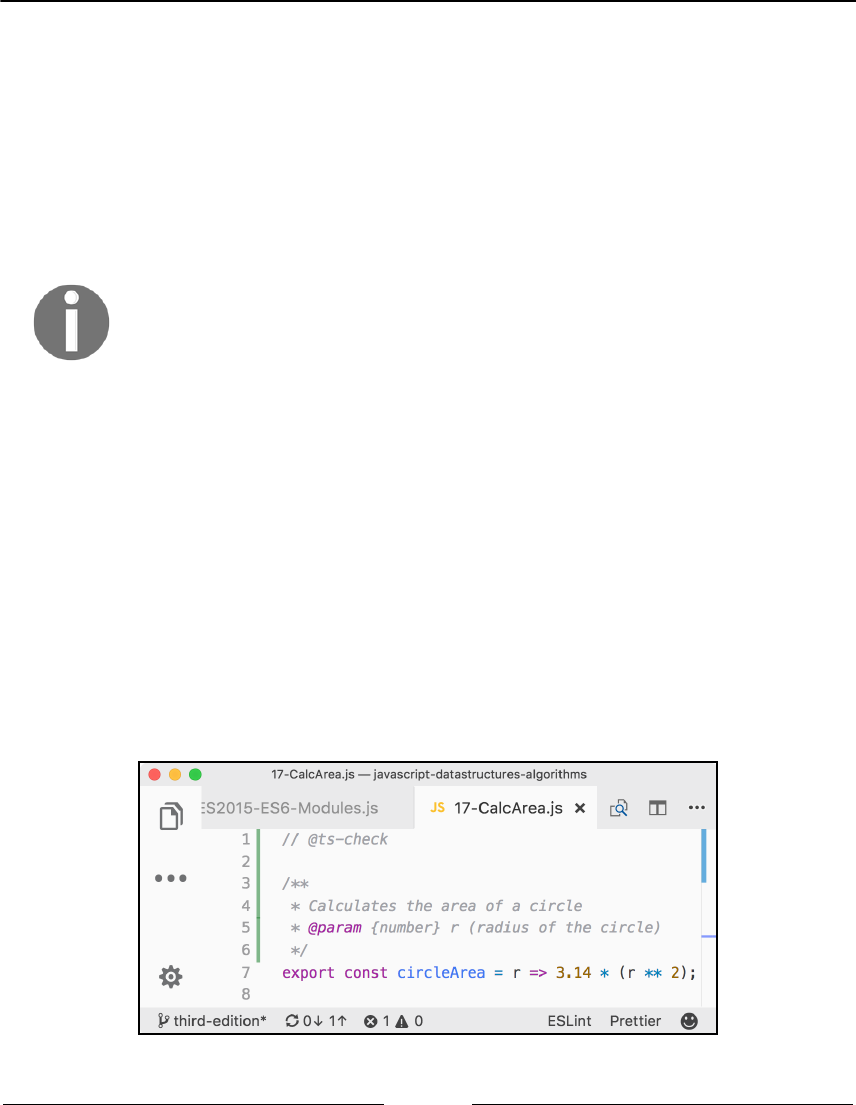 17-CalcArea.js — javascript-datastructures-algorithms
ES2015-ES6-Modules.js JS 17-CalcArea.js
1 // @ts-check
2
3 /**
4 * Calculates the area of a circle
5 * @param {number} r (radius of the circle)
6 */
7 export const circleArea = r => 3.14 * (r ** 2);
8
third-edition* 0↓ 1↑ 1 0 ESLint Prettier